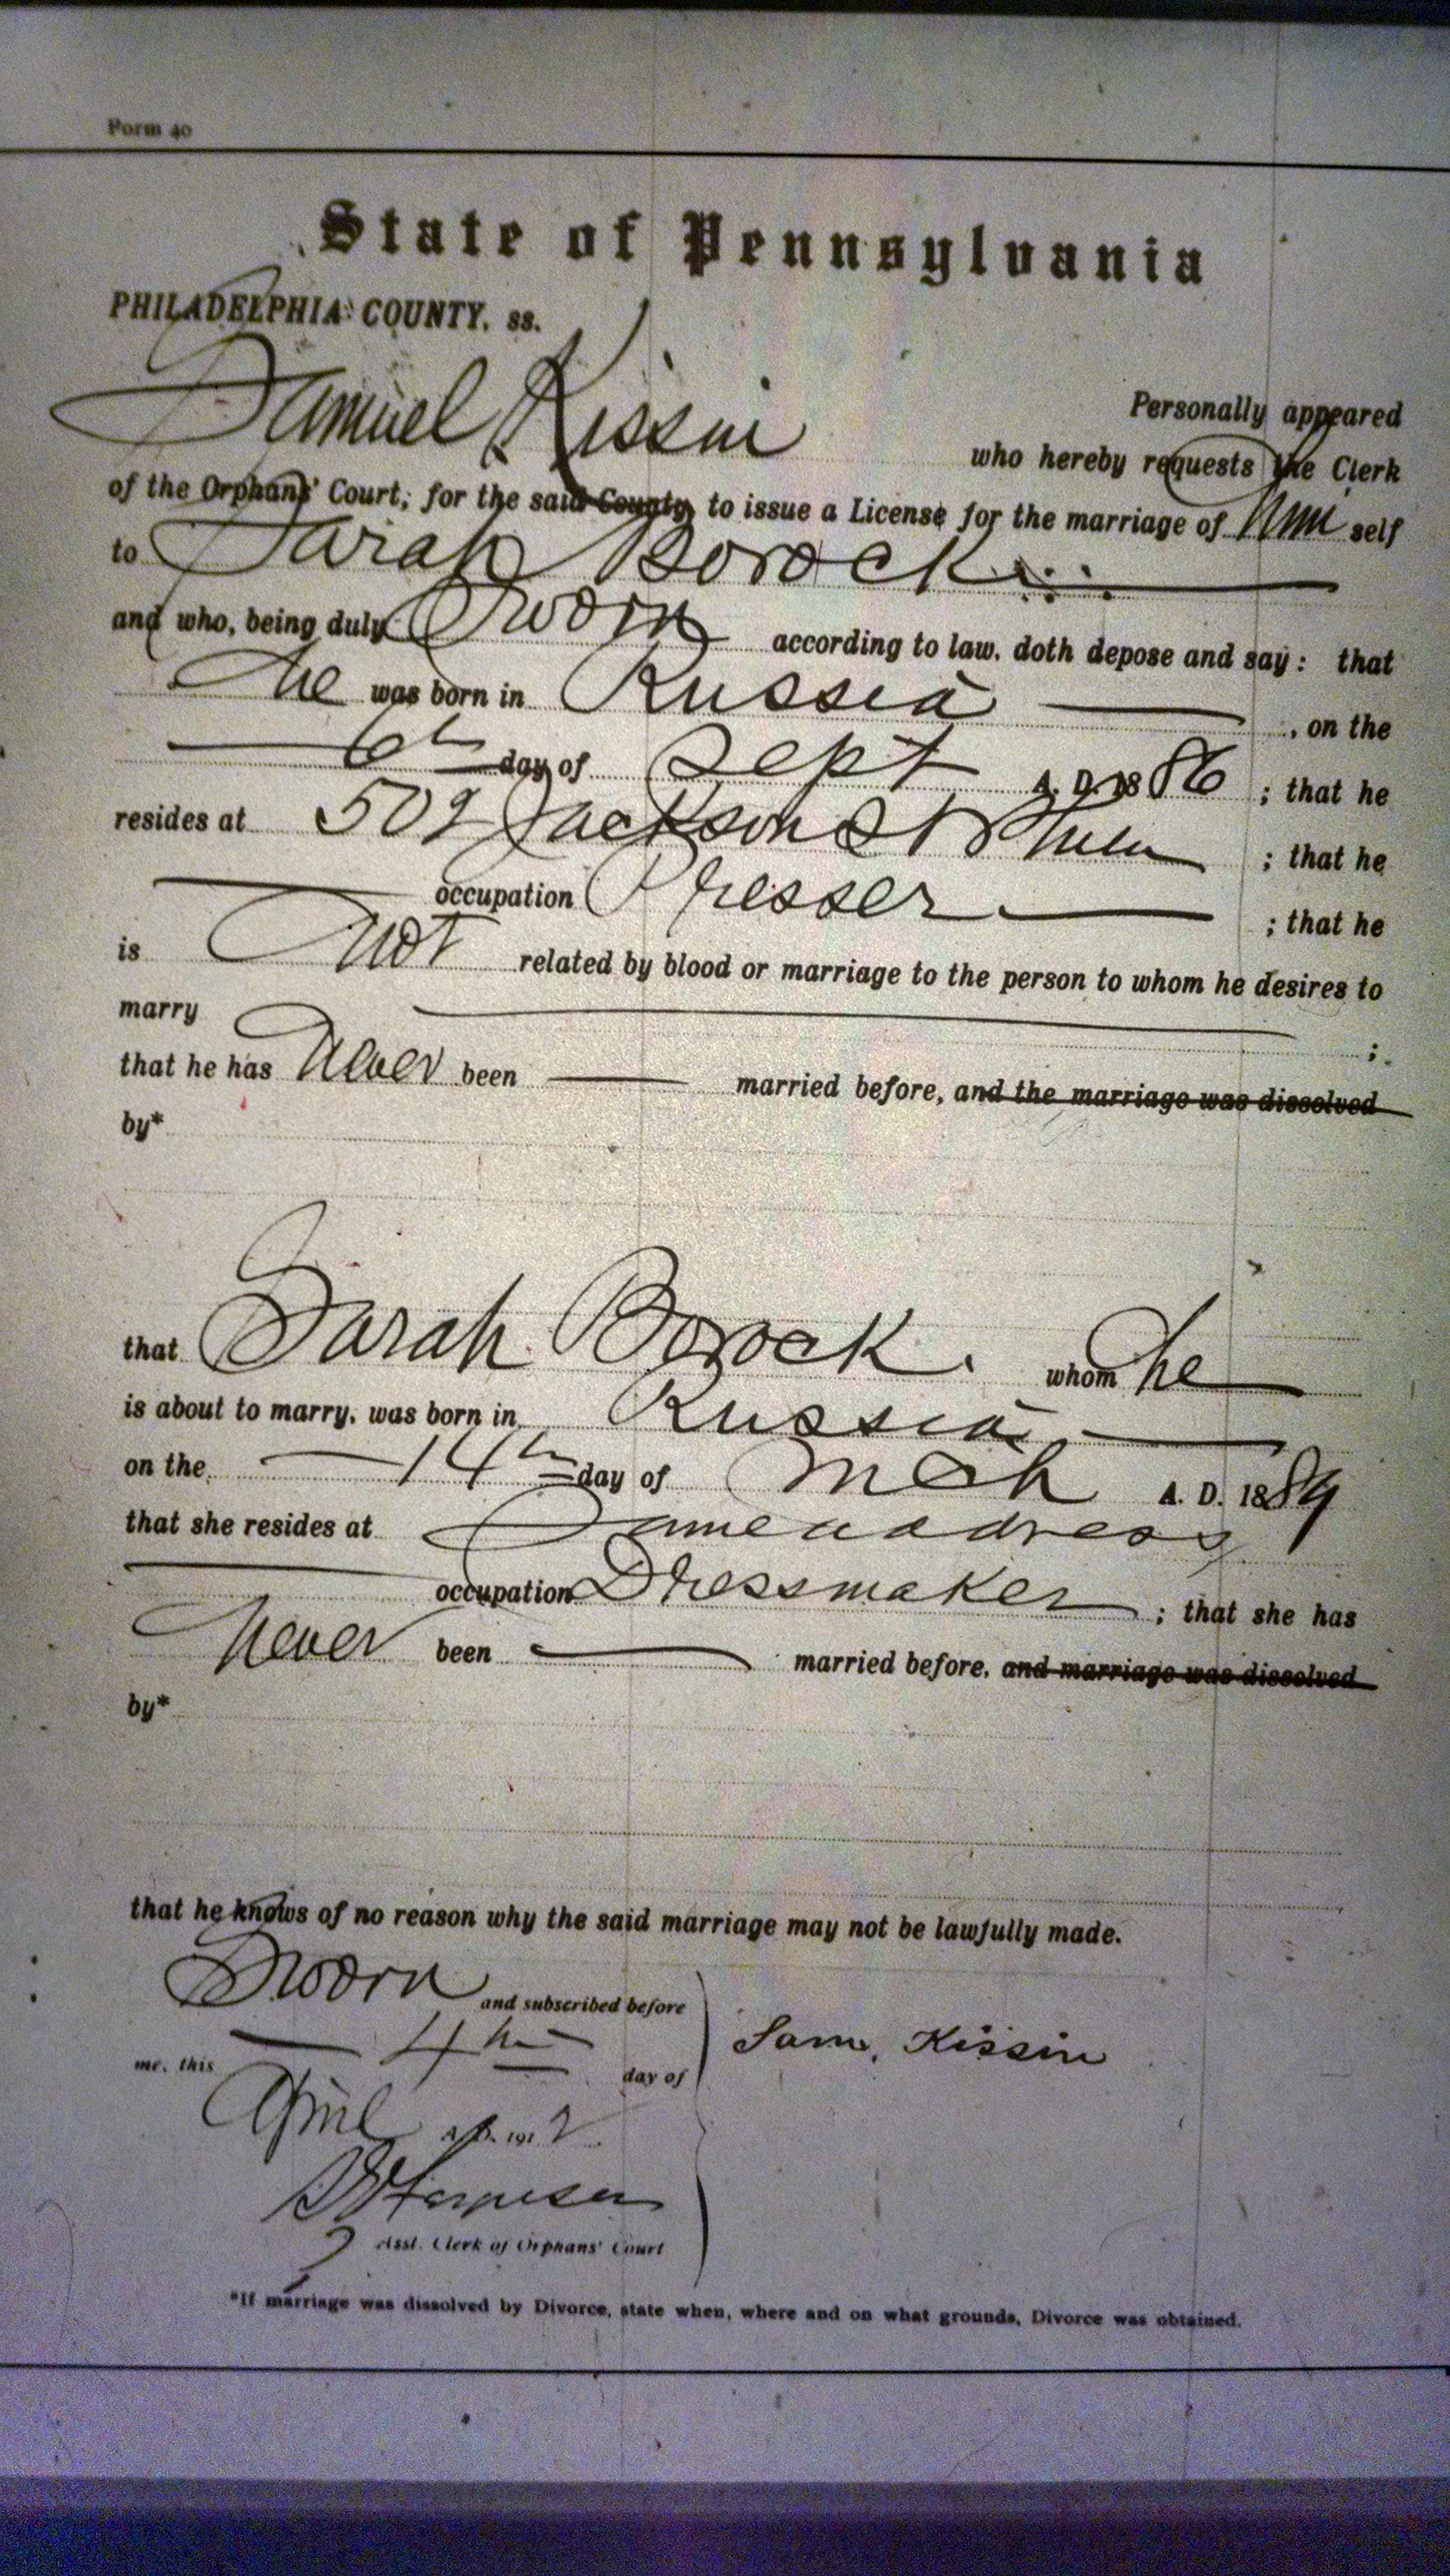 Form 40
State of Pennsylvania
PHILADELPHIA COUNTY, ss.
Personally appeared
Samuel Kissin who hereby requests the Clerk
of the Orphans' Court, for the said County, to issue a License for the marriage of him self
to Sarah Borock
and who, being duly Sworn according to law, doth depose and say: that
he was born in Russia, on the
6th day of Sept A. D. 1886; that he
resides at 509 Jackson St Phila; that he
occupation Presser; that he
is not related by blood or marriage to the person to whom he desires to
marry;
that he has Never been married before, and the marriage was dissolved
by*
that Sarah Borock. whom he
is about to marry, was born in Russia
on the 14th day of Mch A. D. 1889
that she resides at Same address
occupation Dressmaker; that she has
Never been married before, and marriage was dissolved
by*
that he knows of no reason why the said marriage may not be lawfully made.
Sworn and subscribed before
me, this 4th day of
Sam, Kissin
April A. D. 1912
Ferguson
Asst. Clerk of Orphans' Court
*If marriage was dissolved by Divorce, state when, where and on what grounds, Divorce was obtained.